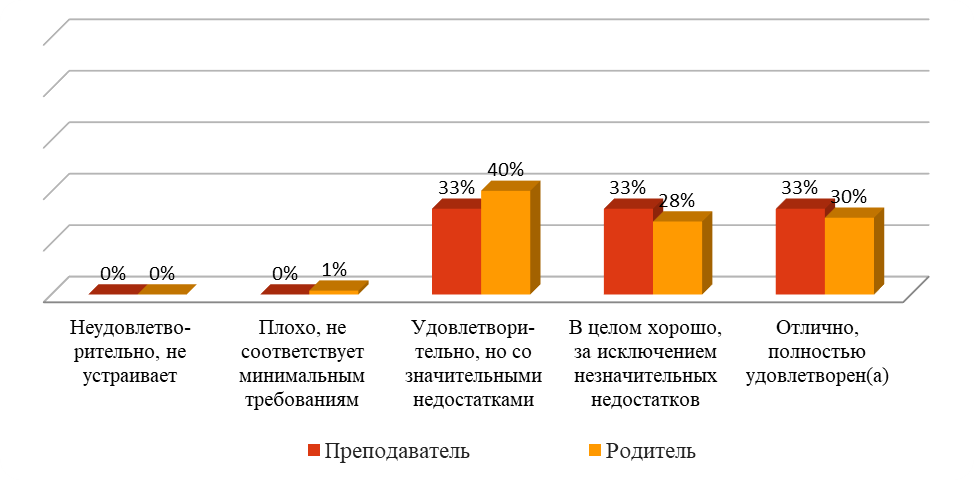 0% 0% 0% 1% 33% 40% 33% 28% 33% 30%
Неудовлетво-
рительно, не
устраивает
Плохо, не
соответствует
минимальным
требованиям
Удовлетвори-
тельно, но со
значительными
недостатками
В целом хорошо,
за исключением
незначительных
недостатков
Отлично,
полностью
удовлетворен(а)
Преподаватель
Родитель